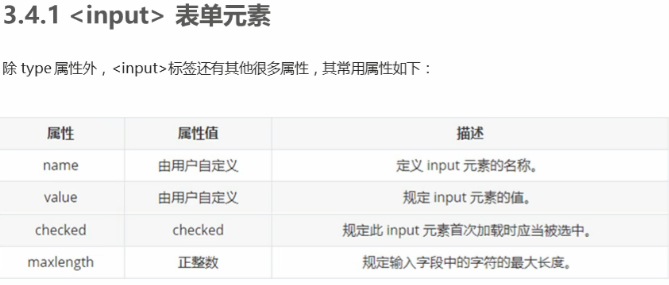 3.4.1 <input> 表单元素
除 type 属性外，<input>标签还有其他很多属性，其常用属性如下：
属性 属性值 描述
name 由用户自定义 定义 input 元素的名称。
value 由用户自定义 规定 input 元素的值。
checked checked 规定此 input 元素首次加载时应当被选中。
maxlength 正整数 规定输入字段中的字符的最大长度。